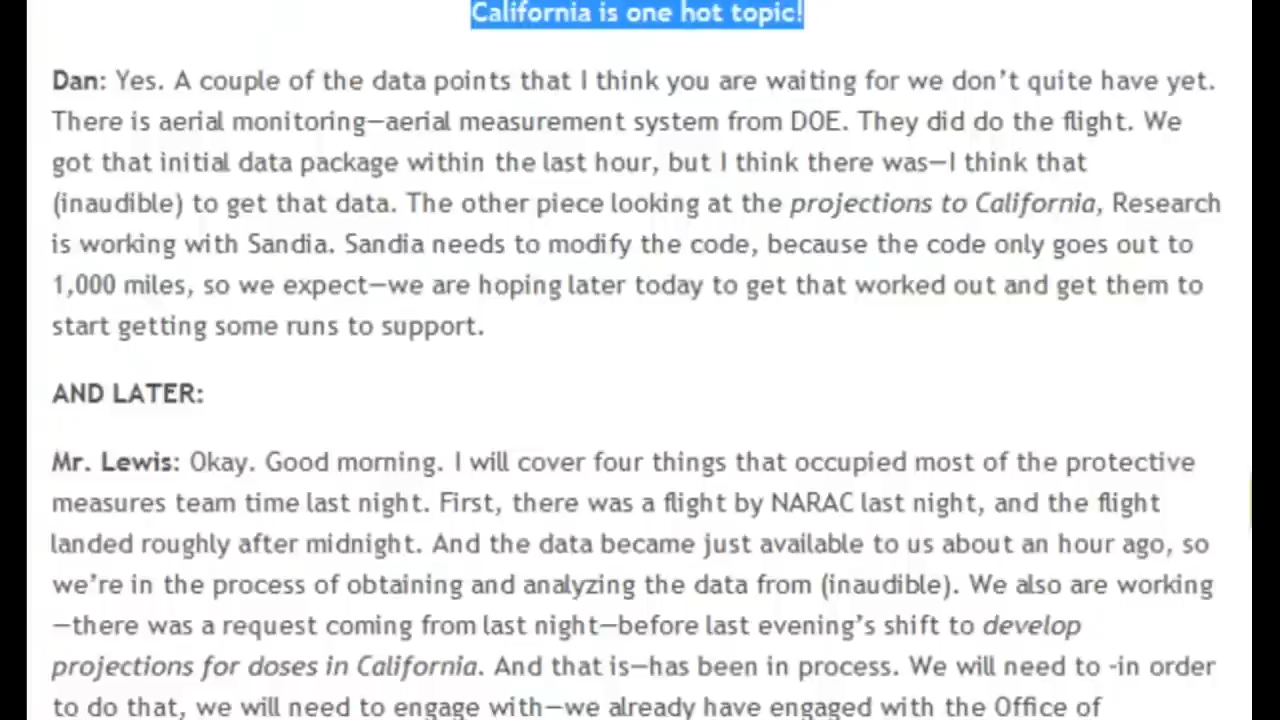 California is one hot topic!
Dan: Yes. A couple of the data points that I think you are waiting for we don’t quite have yet.
There is aerial monitoring—aerial measurement system from DOE. They did do the flight. We
got that initial data package within the last hour, but I think there was—I think that
(inaudible) to get that data. The other piece looking at the projections to California, Research
is working with Sandia. Sandia needs to modify the code, because the code only goes out to
1,000 miles, so we expect—we are hoping later today to get that worked out and get them to
start getting some runs to support.
AND LATER:
Mr. Lewis: Okay. Good morning. I will cover four things that occupied most of the protective
measures team time last night. First, there was a flight by NARAC last night, and the flight
landed roughly after midnight. And the data became just available to us about an hour ago, so
we’re in the process of obtaining and analyzing the data from (inaudible). We also are working
—there was a request coming from last night—before last evening’s shift to develop
projections for doses in California. And that is—has been in process. We will need to -in order
to do that, we will need to engage with—we already have engaged with the Office of